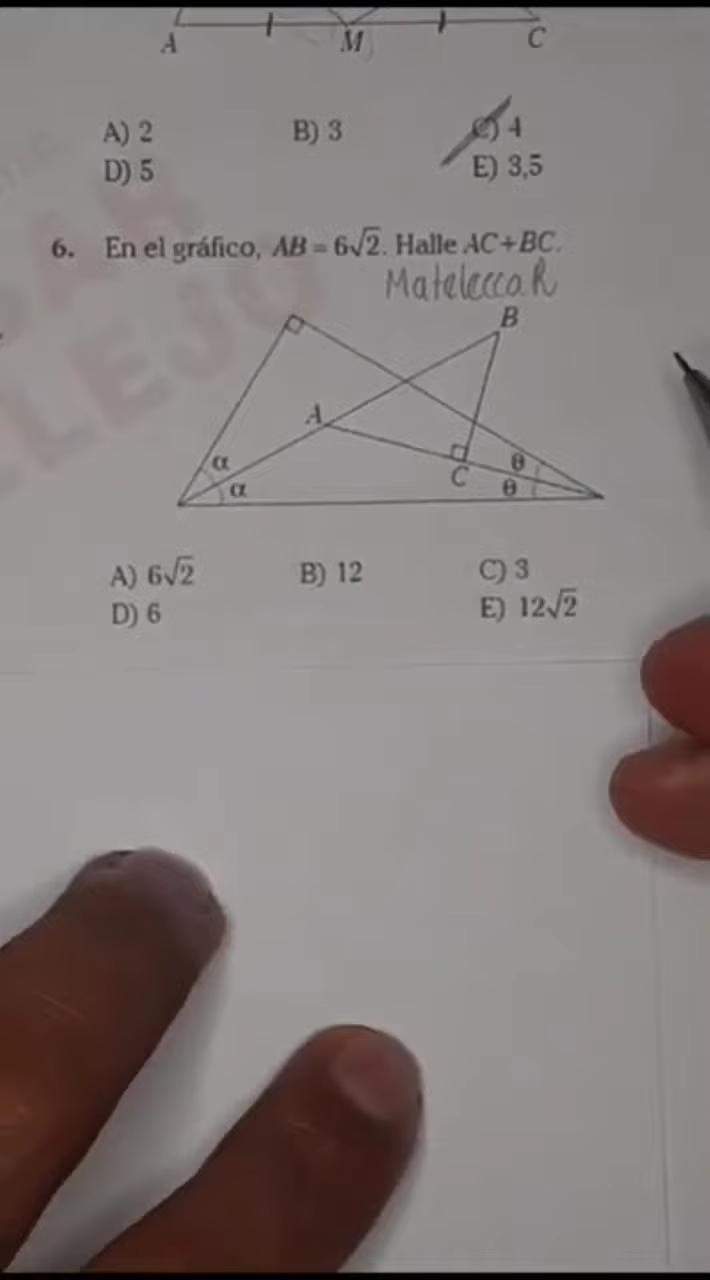 A M C
A) 2 B) 3 C) 4
D) 5 E) 3,5
6. En el gráfico, AB = 6√2. Halle AC+BC.
MateleccaR
B
A
α θ
α C θ
A) 6√2 B) 12 C) 3
D) 6 E) 12√2